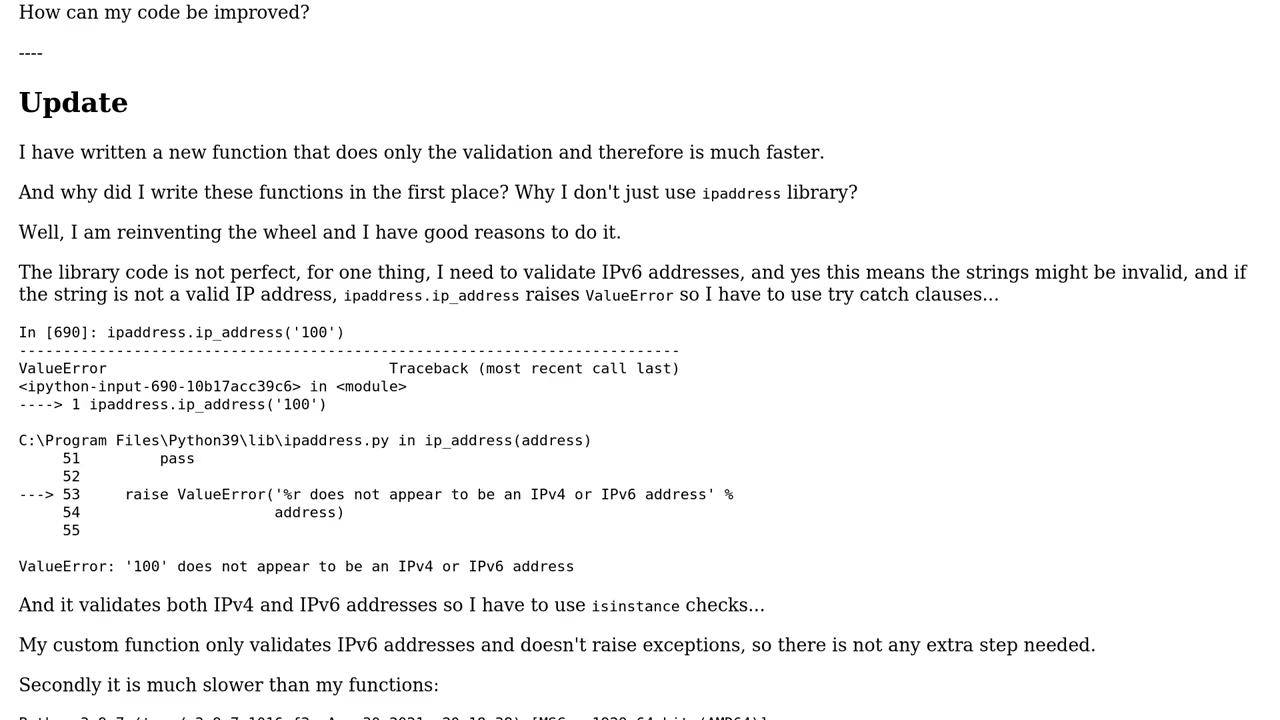 How can my code be improved?
----
Update
I have written a new function that does only the validation and therefore is much faster.
And why did I write these functions in the first place? Why I don't just use ipaddress library?
Well, I am reinventing the wheel and I have good reasons to do it.
The library code is not perfect, for one thing, I need to validate IPv6 addresses, and yes this means the strings might be invalid, and if
the string is not a valid IP address, ipaddress.ip_address raises ValueError so I have to use try catch clauses...
In [690]: ipaddress.ip_address('100')
---------------------------------------------------------------------------
ValueError                                Traceback (most recent call last)
<ipython-input-690-10b17acc39c6> in <module>
----> 1 ipaddress.ip_address('100')
C:\Program Files\Python39\lib\ipaddress.py in ip_address(address)
     51         pass
     52
---> 53     raise ValueError('%r does not appear to be an IPv4 or IPv6 address' %
     54                      address)
     55
ValueError: '100' does not appear to be an IPv4 or IPv6 address
And it validates both IPv4 and IPv6 addresses so I have to use isinstance checks...
My custom function only validates IPv6 addresses and doesn't raise exceptions, so there is not any extra step needed.
Secondly it is much slower than my functions: